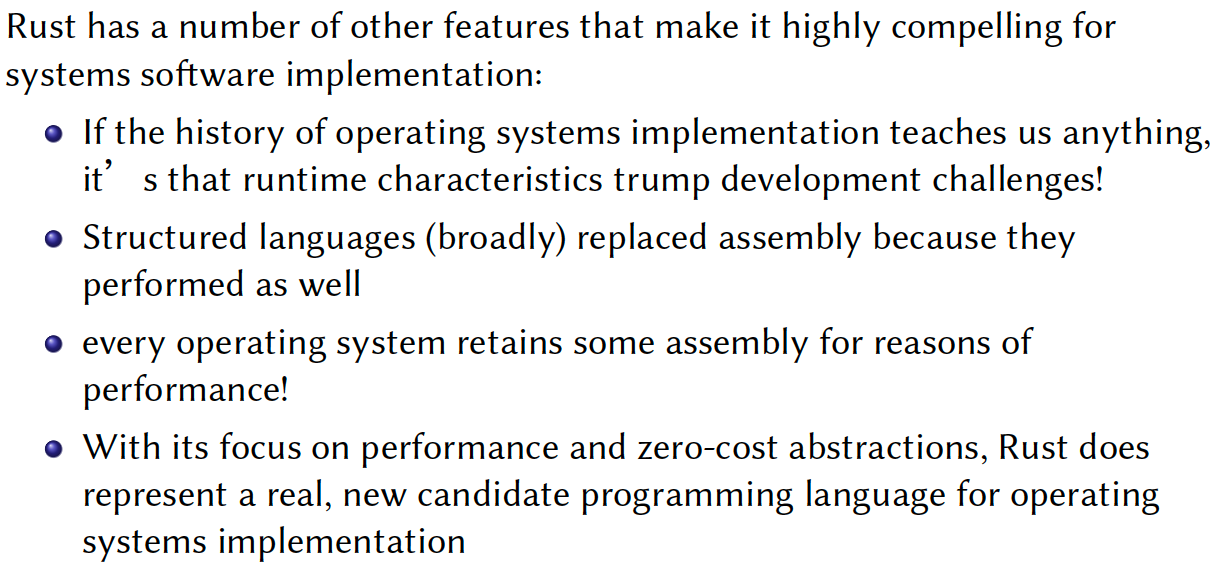 Rust has a number of other features that make it highly compelling for
systems software implementation:
If the history of operating systems implementation teaches us anything,
it’ s that runtime characteristics trump development challenges!
Structured languages (broadly) replaced assembly because they
performed as well
every operating system retains some assembly for reasons of
performance!
With its focus on performance and zero-cost abstractions, Rust does
represent a real, new candidate programming language for operating
systems implementation